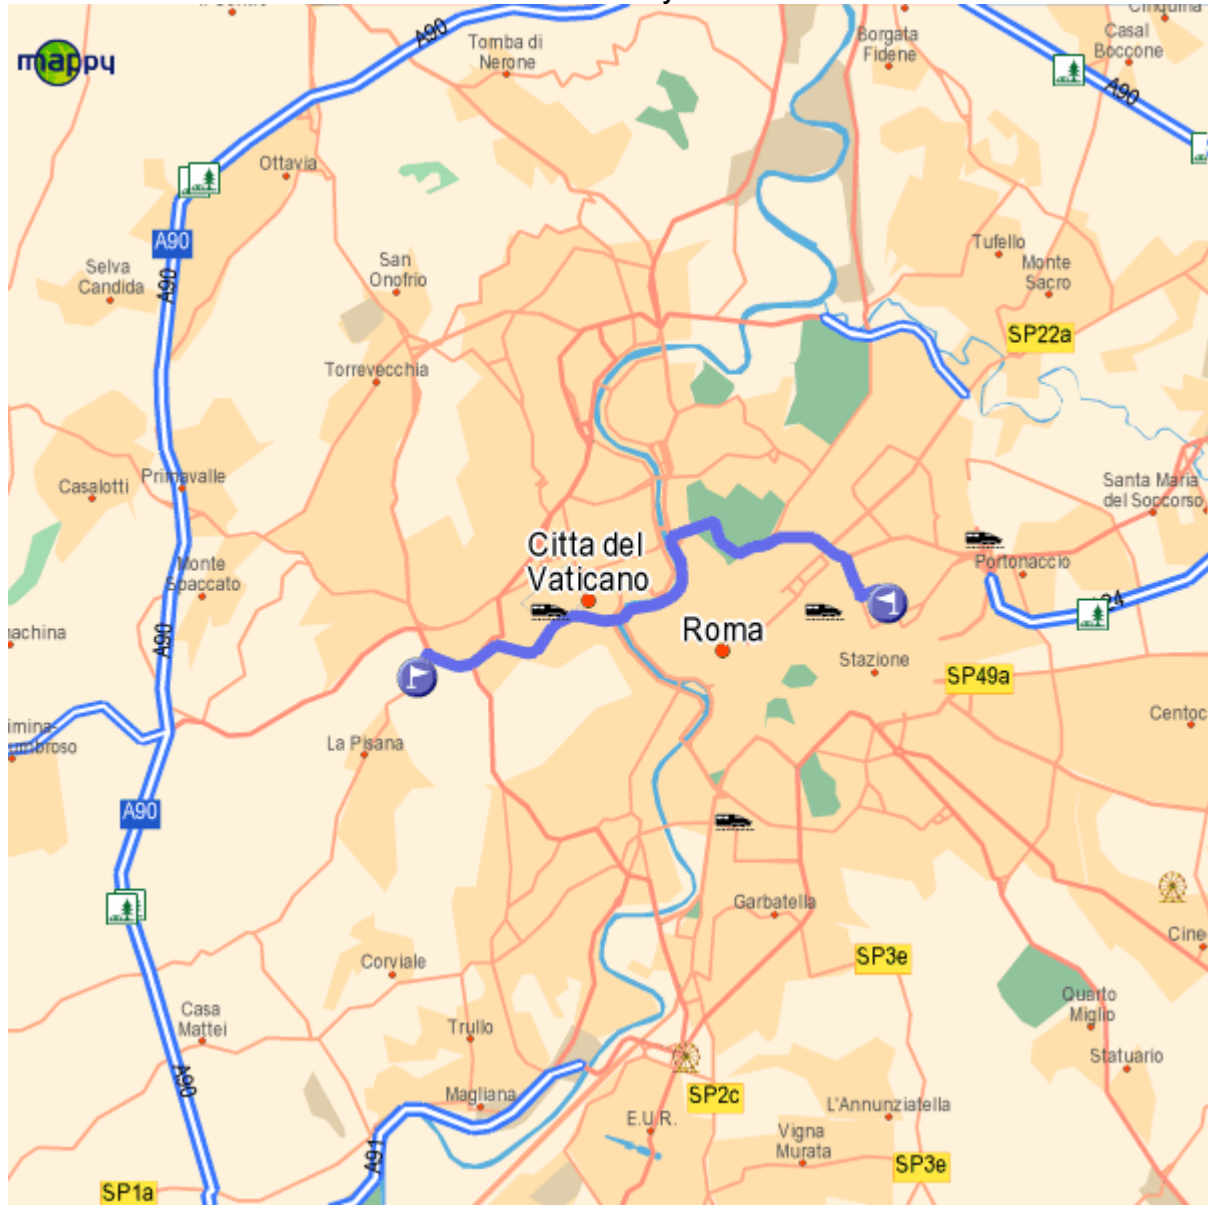 A90
Tomba di
Nerone
Borgata
Fidene
Casal
Boccone
mappy
A90
Ottavia
A90
Selva
Candida
A90
San
Onofrio
Tufello
Monte
Sacro
SP22a
Torrevecchia
Casalotti
Primavalle
Santa Maria
del Soccorso
Citta del
Vaticano
Portonaccio
Monte
Spaccato
A90
Roma
Stazione
SP49a
La Pisana
Centoc
A90
Garbatella
Cine
Corviale
SP3e
Casa
Mattei
Quarto
Miglio
Trullo
Statuario
A90
Magliana
SP2c
E.U.R.
L'Annunziatella
Vigna
Murata
A91
SP3e
SP1a